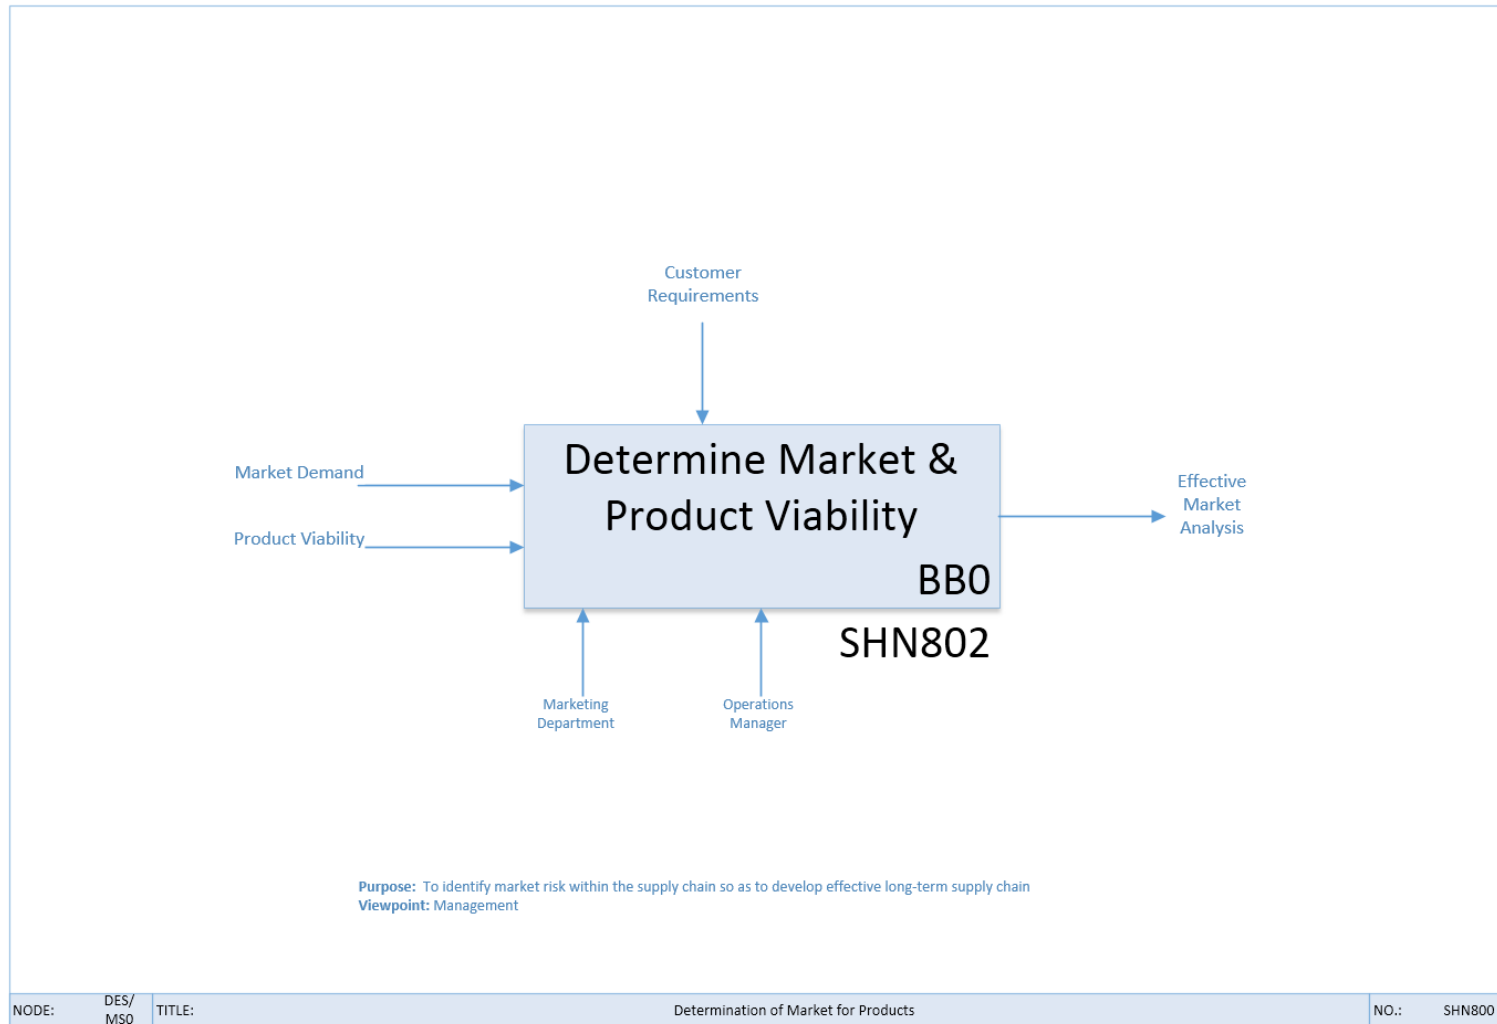 Customer
Requirements
Determine Market &
Product Viability
BB0
SHN802
Market Demand
Product Viability
Effective
Market
Analysis
Marketing
Department
Operations
Manager
Purpose: To identify market risk within the supply chain so as to develop effective long-term supply chain
Viewpoint: Management
NODE:
DES/
MS0
TITLE:
Determination of Market for Products
NO.:
SHN800